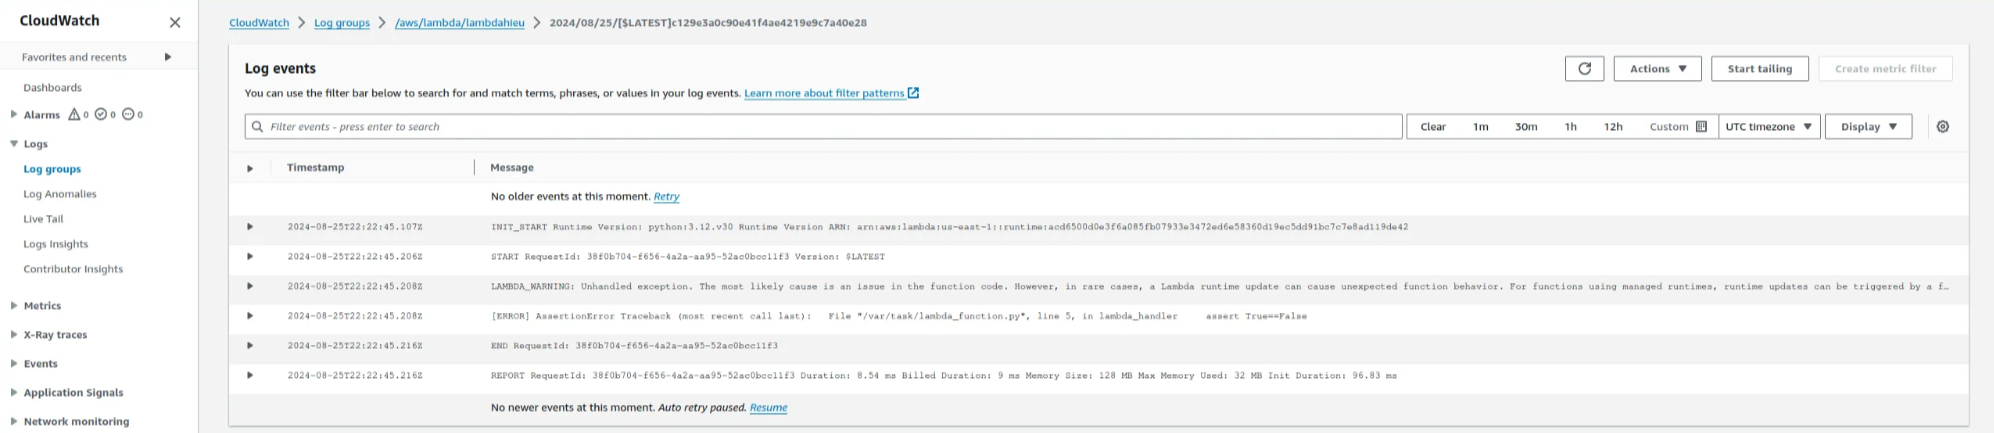 CloudWatch
Favorites and recents
Dashboards
Alarms 0 0 0
Logs
Log groups
Log Anomalies
Live Tail
Logs Insights
Contributor Insights
Metrics
X-Ray traces
Events
Application Signals
Network monitoring
CloudWatch > Log groups > /aws/lambda/lambdahieu > 2024/08/25/[$LATEST]c129e3a0c90e41f4ae4219e9c7a40e28
Log events
Actions
Start tailing
Create metric filter
You can use the filter bar below to search for and match terms, phrases, or values in your log events. Learn more about filter patterns
Filter events - press enter to search
Clear 1m 30m 1h 12h Custom UTC timezone Display
Timestamp Message
No older events at this moment. Retry
2024-08-25T22:22:45.107Z INIT_START Runtime Version: python:3.12.v30 Runtime Version ARN: arn:aws:lambda:us-east-1::runtime:acd6500d0e3f6a085fb07933e3472ed6e58360d19ec5dd91bc7c7e8ad119de42
2024-08-25T22:22:45.206Z START RequestId: 38f0b704-f656-4a2a-aa95-52ac0bcc11f3 Version: $LATEST
2024-08-25T22:22:45.208Z LAMBDA_WARNING: Unhandled exception. The most likely cause is an issue in the function code. However, in rare cases, a Lambda runtime update can cause unexpected function behavior. For functions using managed runtimes, runtime updates can be triggered by a f…
2024-08-25T22:22:45.208Z [ERROR] AssertionError Traceback (most recent call last): File "/var/task/lambda_function.py", line 5, in lambda_handler assert True==False
2024-08-25T22:22:45.216Z END RequestId: 38f0b704-f656-4a2a-aa95-52ac0bcc11f3
2024-08-25T22:22:45.216Z REPORT RequestId: 38f0b704-f656-4a2a-aa95-52ac0bcc11f3 Duration: 8.54 ms Billed Duration: 9 ms Memory Size: 128 MB Max Memory Used: 32 MB Init Duration: 96.83 ms
No newer events at this moment. Auto retry paused. Resume